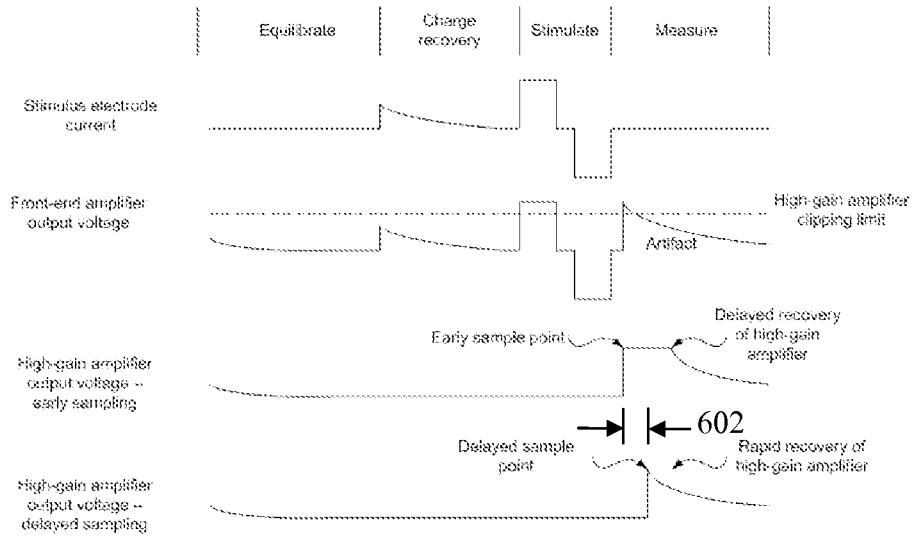 Equilibrate
Charge
recovery
Stimulate
Measure
Stimulus electrode
current
Front-end amplifier
output voltage
High-gain amplifier
clipping limit
Artifact
Early sample point
Delayed recovery
of high-gain
amplifier
High-gain amplifier
output voltage –
early sampling
602
Delayed sample
point
Rapid recovery of
high-gain amplifier
High-gain amplifier
output voltage –
delayed sampling